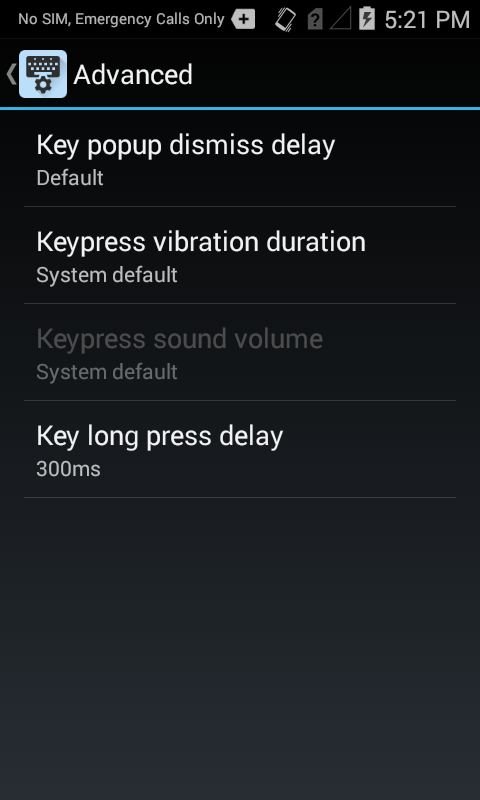 No SIM, Emergency Calls Only 5:21 PM
Advanced
Key popup dismiss delay
Default
Keypress vibration duration
System default
Keypress sound volume
System default
Key long press delay
300ms